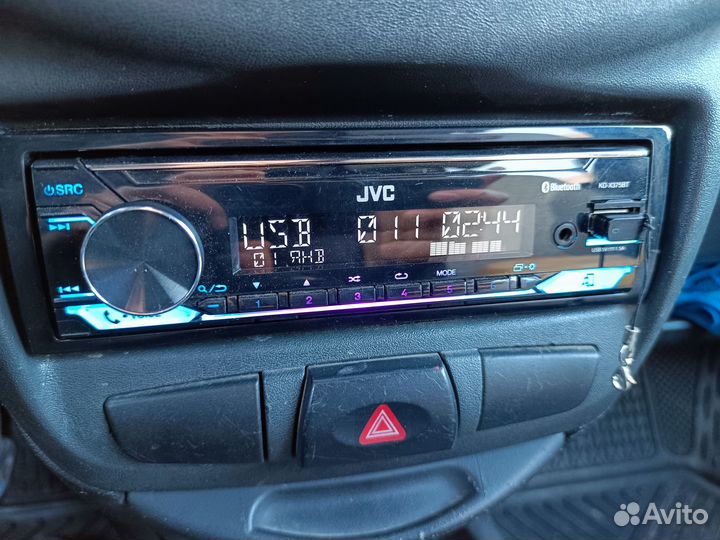 SRC
JVC
Bluetooth
KD-X375BT
USB
011 02:44
01 ЯНВ
MODE
1 2 3 4 5 6
Avito